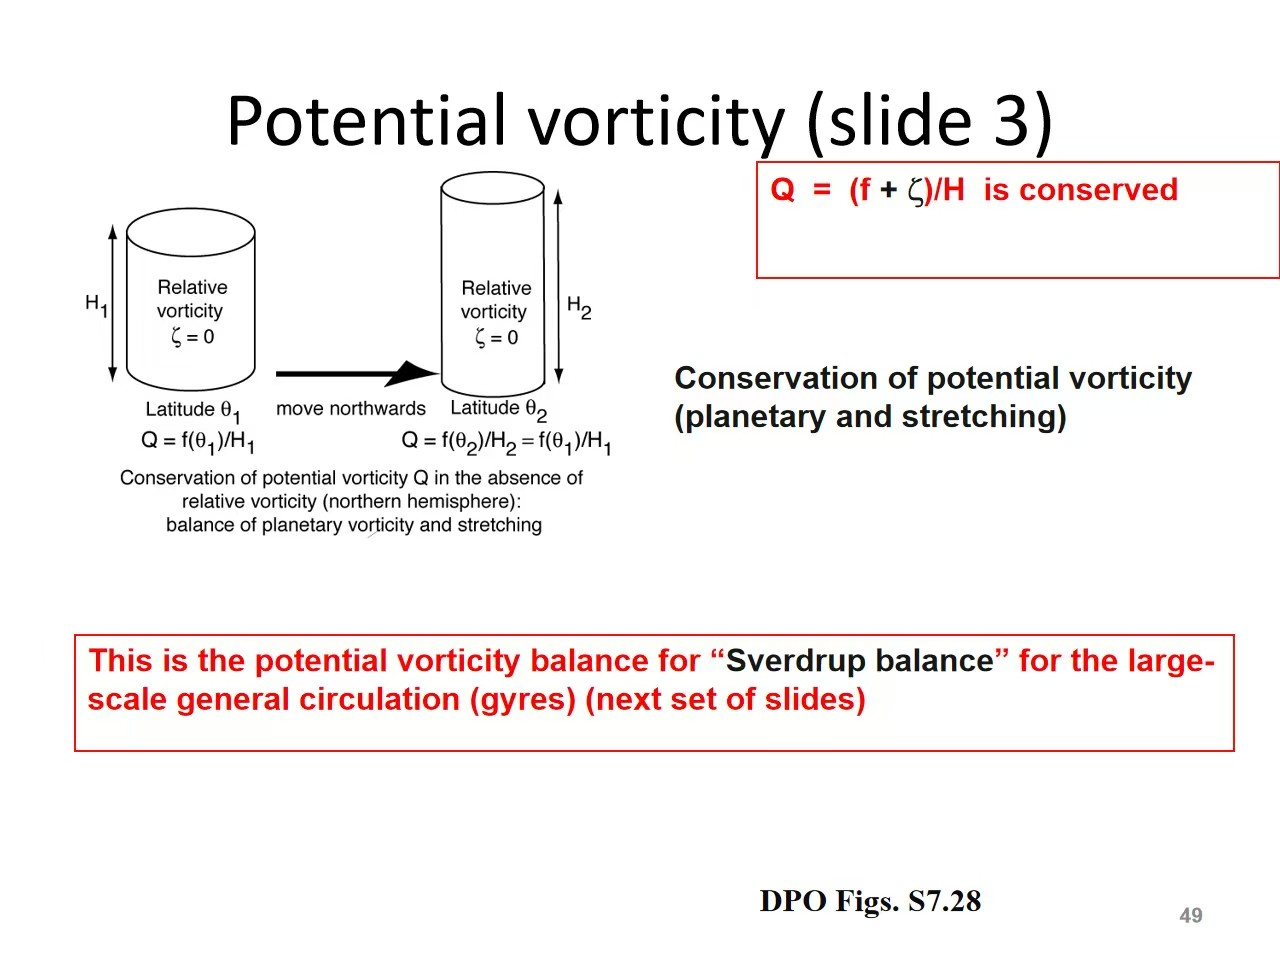 Potential vorticity (slide 3)
Q = (f + ζ)/H is conserved
H₁
Relative
vorticity
ζ = 0
Relative
vorticity
ζ = 0
H₂
Latitude θ₁
move northwards
Latitude θ₂
Q = f(θ₁)/H₁
Q = f(θ₂)/H₂ = f(θ₁)/H₁
Conservation of potential vorticity Q in the absence of
relative vorticity (northern hemisphere):
balance of planetary vorticity and stretching
Conservation of potential vorticity
(planetary and stretching)
This is the potential vorticity balance for “Sverdrup balance” for the large-
scale general circulation (gyres) (next set of slides)
DPO Figs. S7.28
49